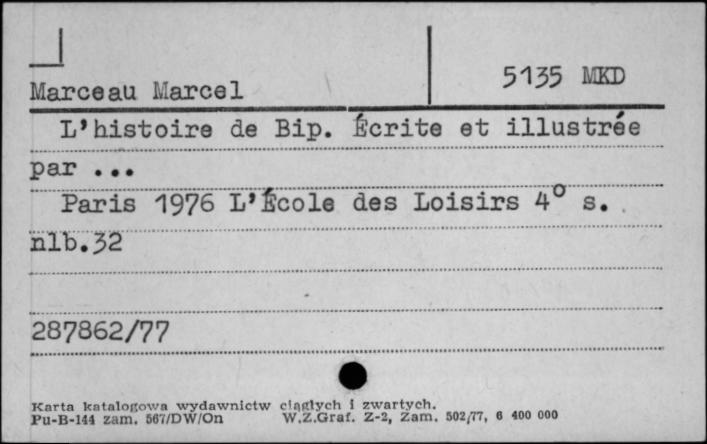 Marceau Marcel 5135 MKD
L'histoire de Bip. Écrite et illustrée
par ...
Paris 1976 L'École des Loisirs 4° s.
nlb.32
287862/77
Karta katalogowa wydawnictw ciągłych i zwartych.
Pu-B-144 zam. 567/DW/On W.Z.Graf. Z-2, Zam. 502/77, 6 400 000